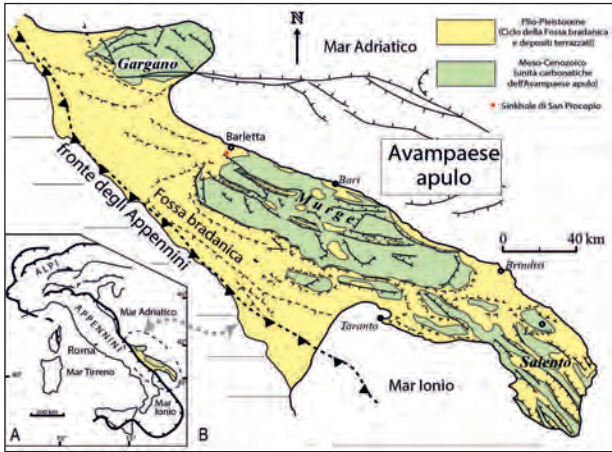 N
Mar Adriatico
Gargano
Plio-Pleistocene
(Ciclo della Fossa bradanica
e depositi terrazzati)
Meso-Cenozoico
(unità carbonatiche
dell'Avampaese apulo)
Sinkhole di San Procopio
Barletta
Bari
Avampaese
apulo
fronte degli Appennini
Fossa bradanica
Murge
0
40 km
Brindisi
Taranto
Lecce
Salento
Mar Ionio
B
ALPI
APPENNINI
Mar Adriatico
Roma
Mar Tirreno
Mar
Ionio
A